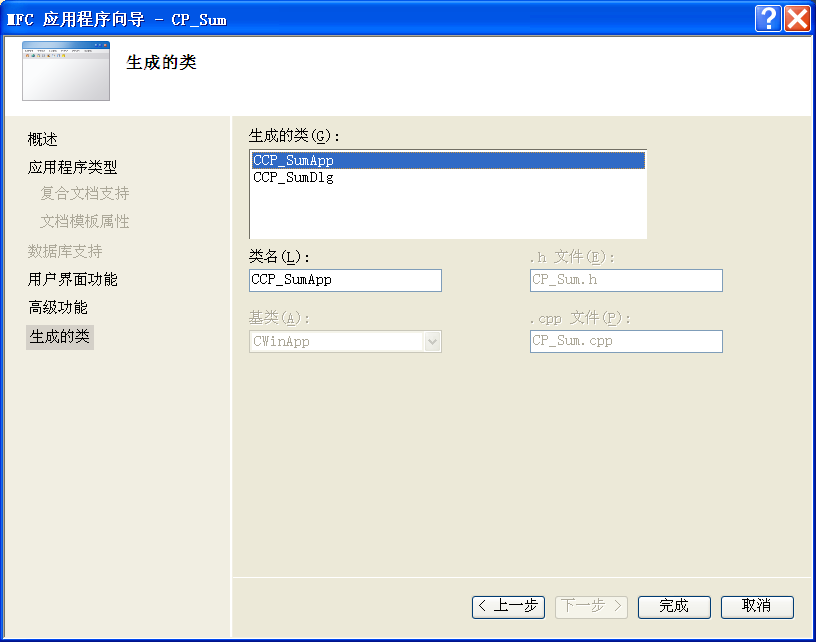 MFC 应用程序向导 - CP_Sum
生成的类
概述
应用程序类型
复合文档支持
文档模板属性
数据库支持
用户界面功能
高级功能
生成的类
生成的类(G):
CCP_SumApp
CCP_SumDlg
类名(L):
.h 文件(E):
CCP_SumApp
CP_Sum.h
基类(A):
.cpp 文件(P):
CWinApp
CP_Sum.cpp
< 上一步
下一步 >
完成
取消